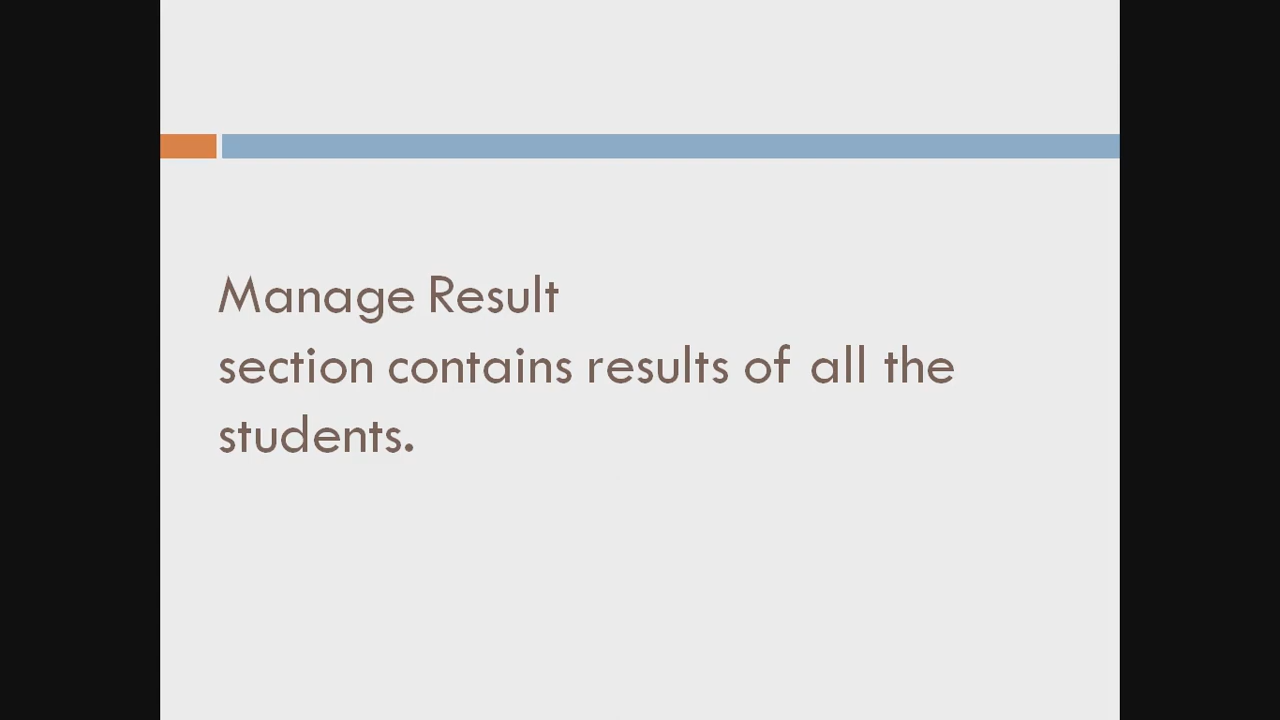 Manage Result
section contains results of all the
students.